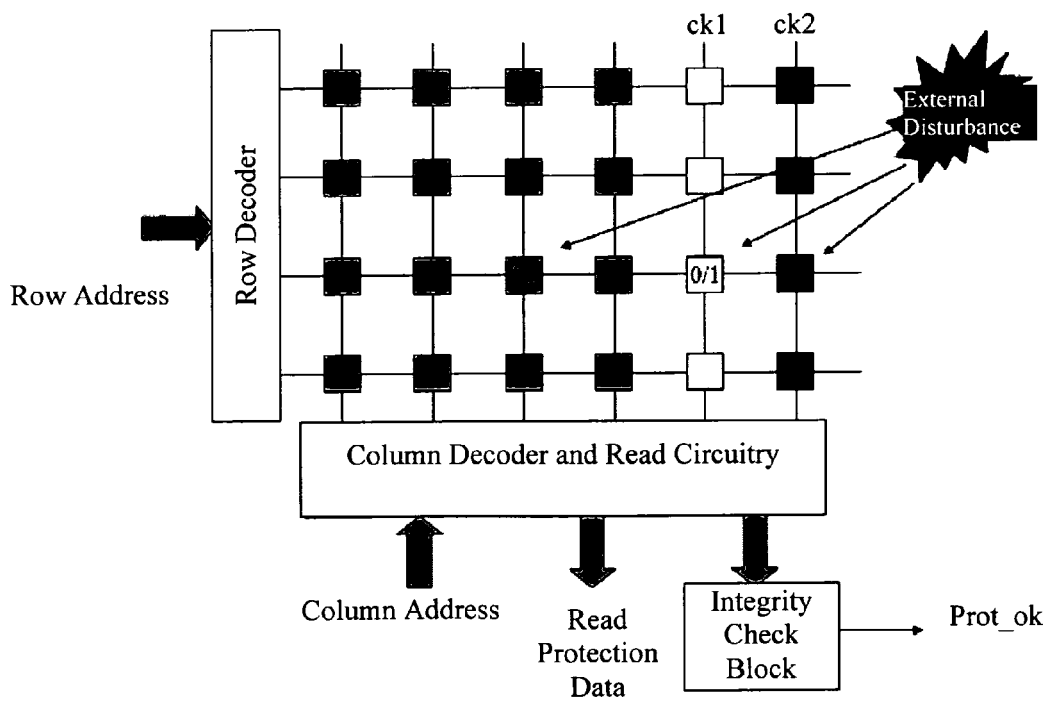 ck1
ck2
External
Disturbance
Row Decoder
Row Address
0/1
Column Decoder and Read Circuitry
Column Address
Read
Protection
Data
Integrity
Check
Block
Prot_ok